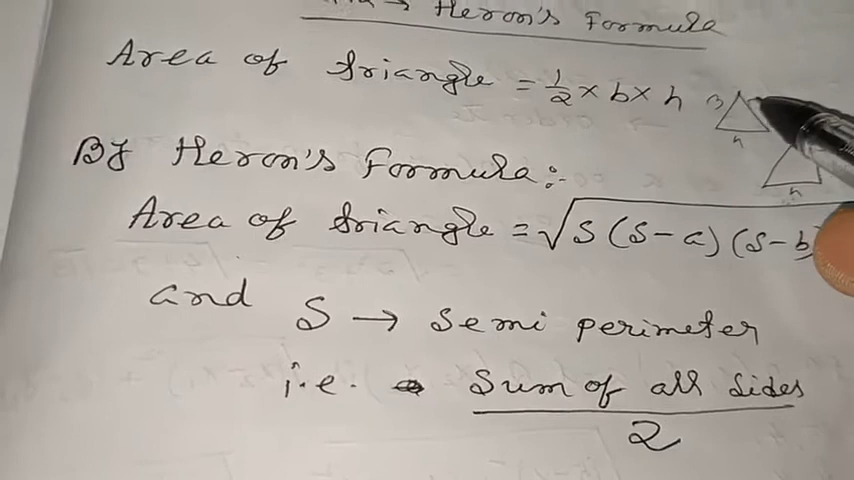 → Heron's Formula
Area of triangle = 1/2 × b × h
By Heron's Formula:-
Area of triangle = √S(S-a)(S-b)
and S → Semi perimeter
i.e. Sum of all sides
2